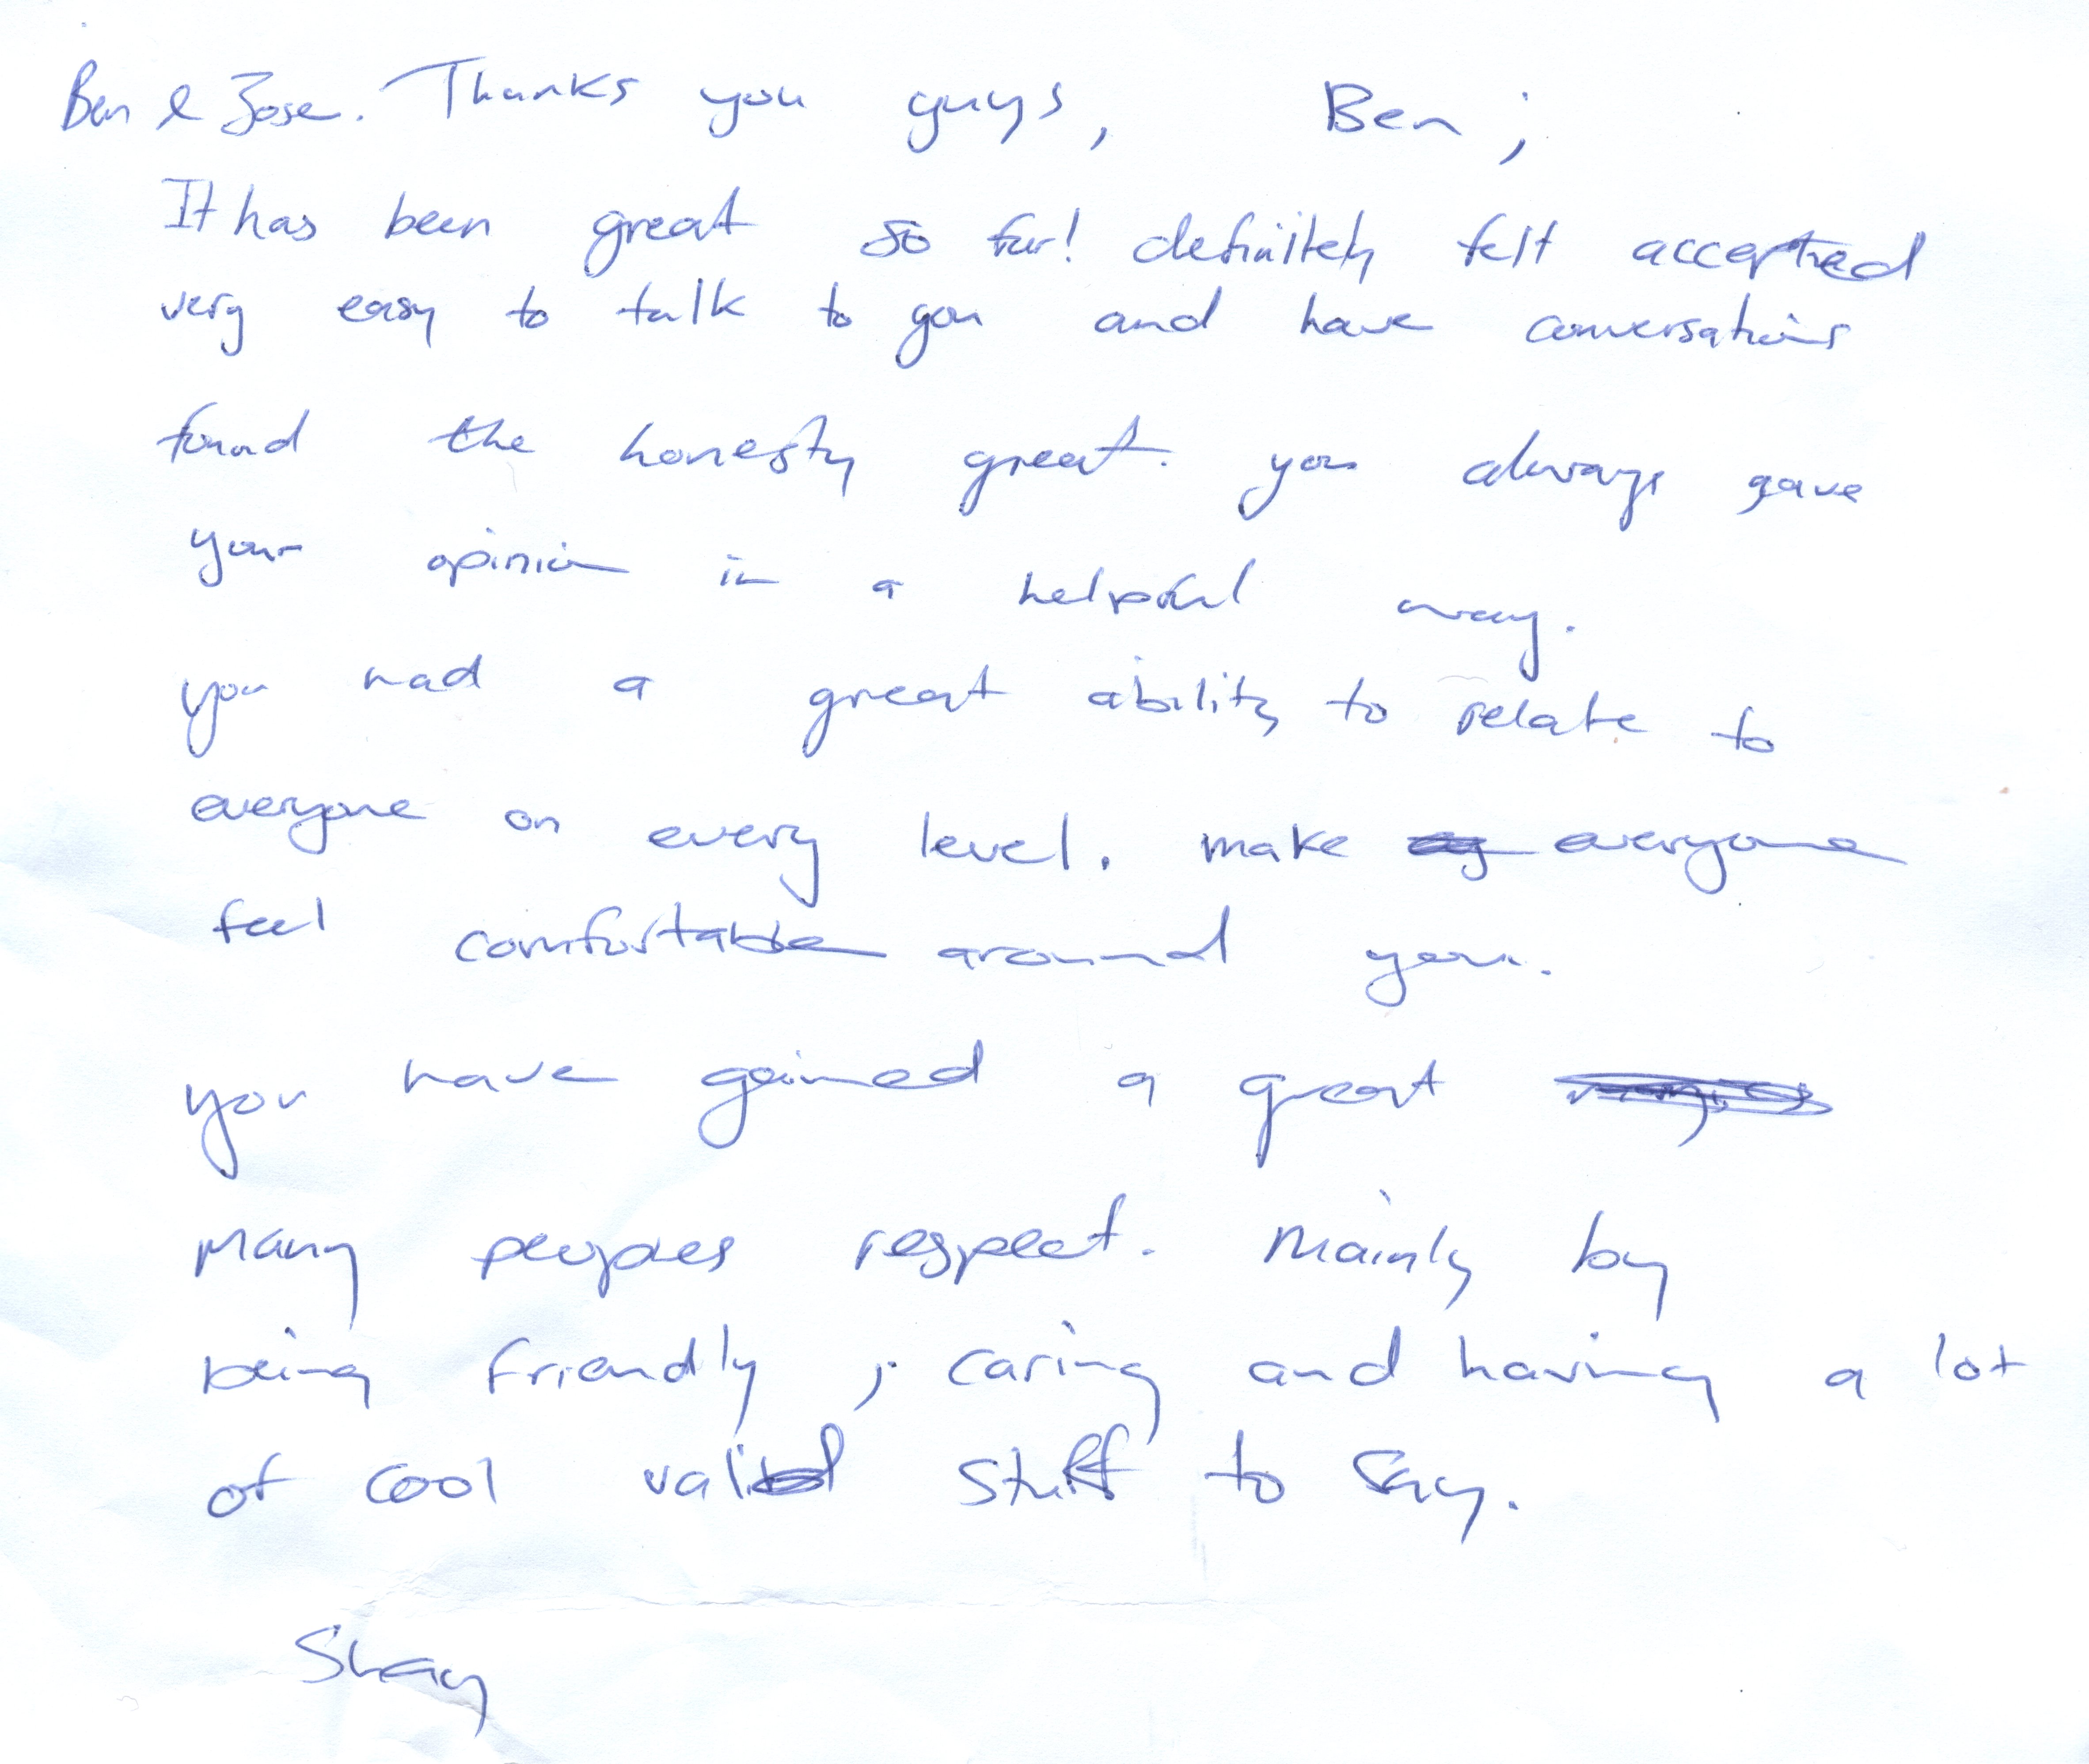 Ben & Jose. Thanks you guys, Ben;
It has been great so far! definitely felt accepted
very easy to talk to you and have conversations
found the honesty great. you always gave
your opinion in a helpful way.
you had a great ability to relate to
everyone on every level. make everyone
feel comfortable around you.
you have gained a great
many peoples respect. Mainly by
being friendly, caring and having a lot
of cool valid stuff to say.
Shay